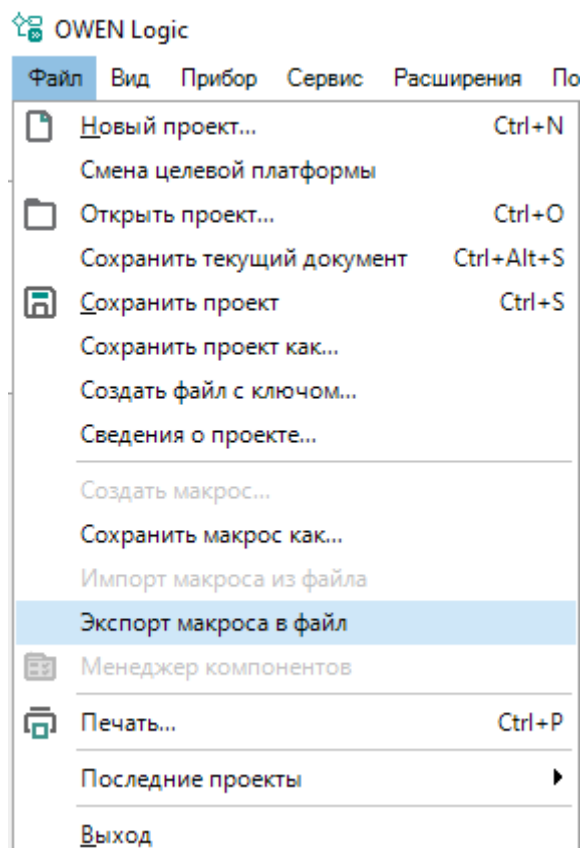 OWEN Logic
Файл Вид Прибор Сервис Расширения По
Новый проект... Ctrl+N
Смена целевой платформы
Открыть проект... Ctrl+O
Сохранить текущий документ Ctrl+Alt+S
Сохранить проект Ctrl+S
Сохранить проект как...
Создать файл с ключом...
Сведения о проекте...
Создать макрос...
Сохранить макрос как...
Импорт макроса из файла
Экспорт макроса в файл
Менеджер компонентов
Печать... Ctrl+P
Последние проекты
Выход